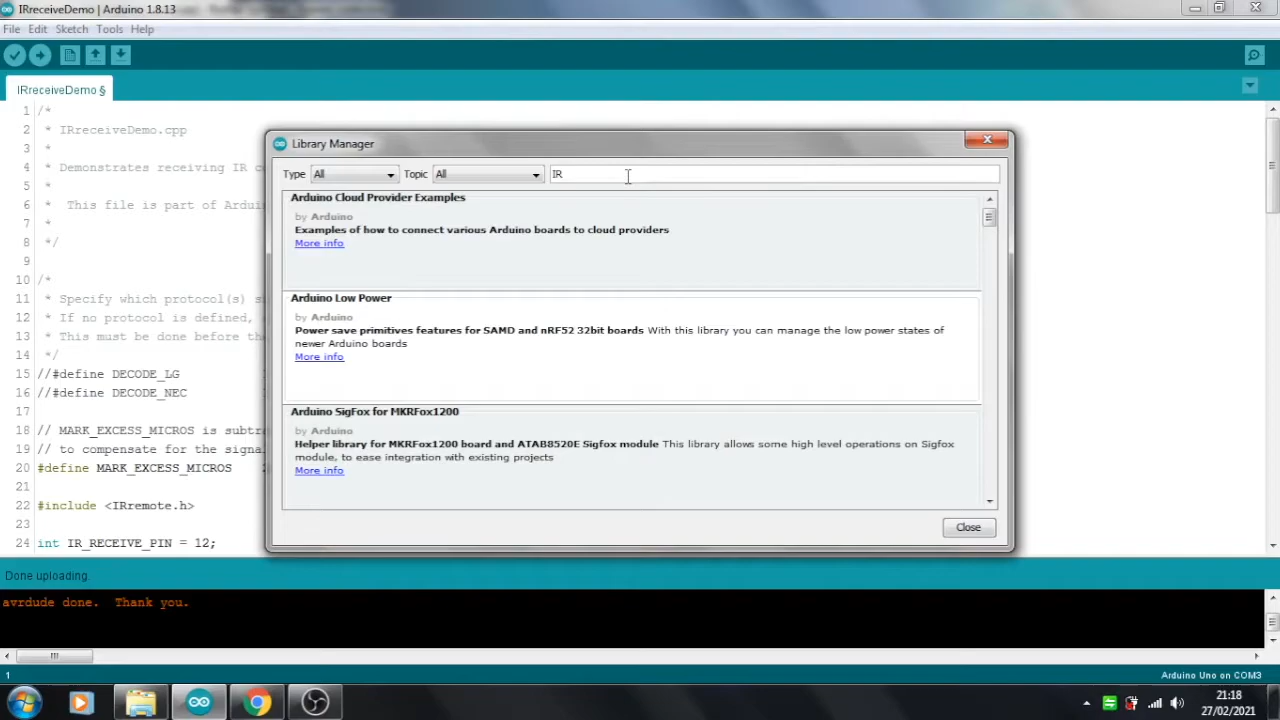 IRreceiveDemo | Arduino 1.8.13
File Edit Sketch Tools Help
IRreceiveDemo §
1 /*
2 * IRreceiveDemo.cpp
3 *
4 * Demonstrates receiving IR
5 *
6 * This file is part of
7 *
8 */
9
10 /*
11 * Specify which protocol(s)
12 * If no protocol is defined,
13 * This must be done before
14 */
15 //#define DECODE_LG
16 //#define DECODE_NEC
17
18 // MARK_EXCESS_MICROS is
19 // to compensate for the
20 #define MARK_EXCESS_MICROS
21
22 #include <IRremote.h>
23
24 int IR_RECEIVE_PIN = 12;
Library Manager
Type All Topic All IR
Arduino Cloud Provider Examples
by Arduino
Examples of how to connect various Arduino boards to cloud providers
More info
Arduino Low Power
by Arduino
Power save primitives features for SAMD and nRF52 32bit boards With this library you can manage the low power states of
newer Arduino boards
More info
Arduino SigFox for MKRFox1200
by Arduino
Helper library for MKRFox1200 board and ATAB8520E Sigfox module This library allows some high level operations on Sigfox
module, to ease integration with existing projects
More info
Close
Done uploading.
avrdude done. Thank you.
1 Arduino Uno on COM3
21:18
27/02/2021